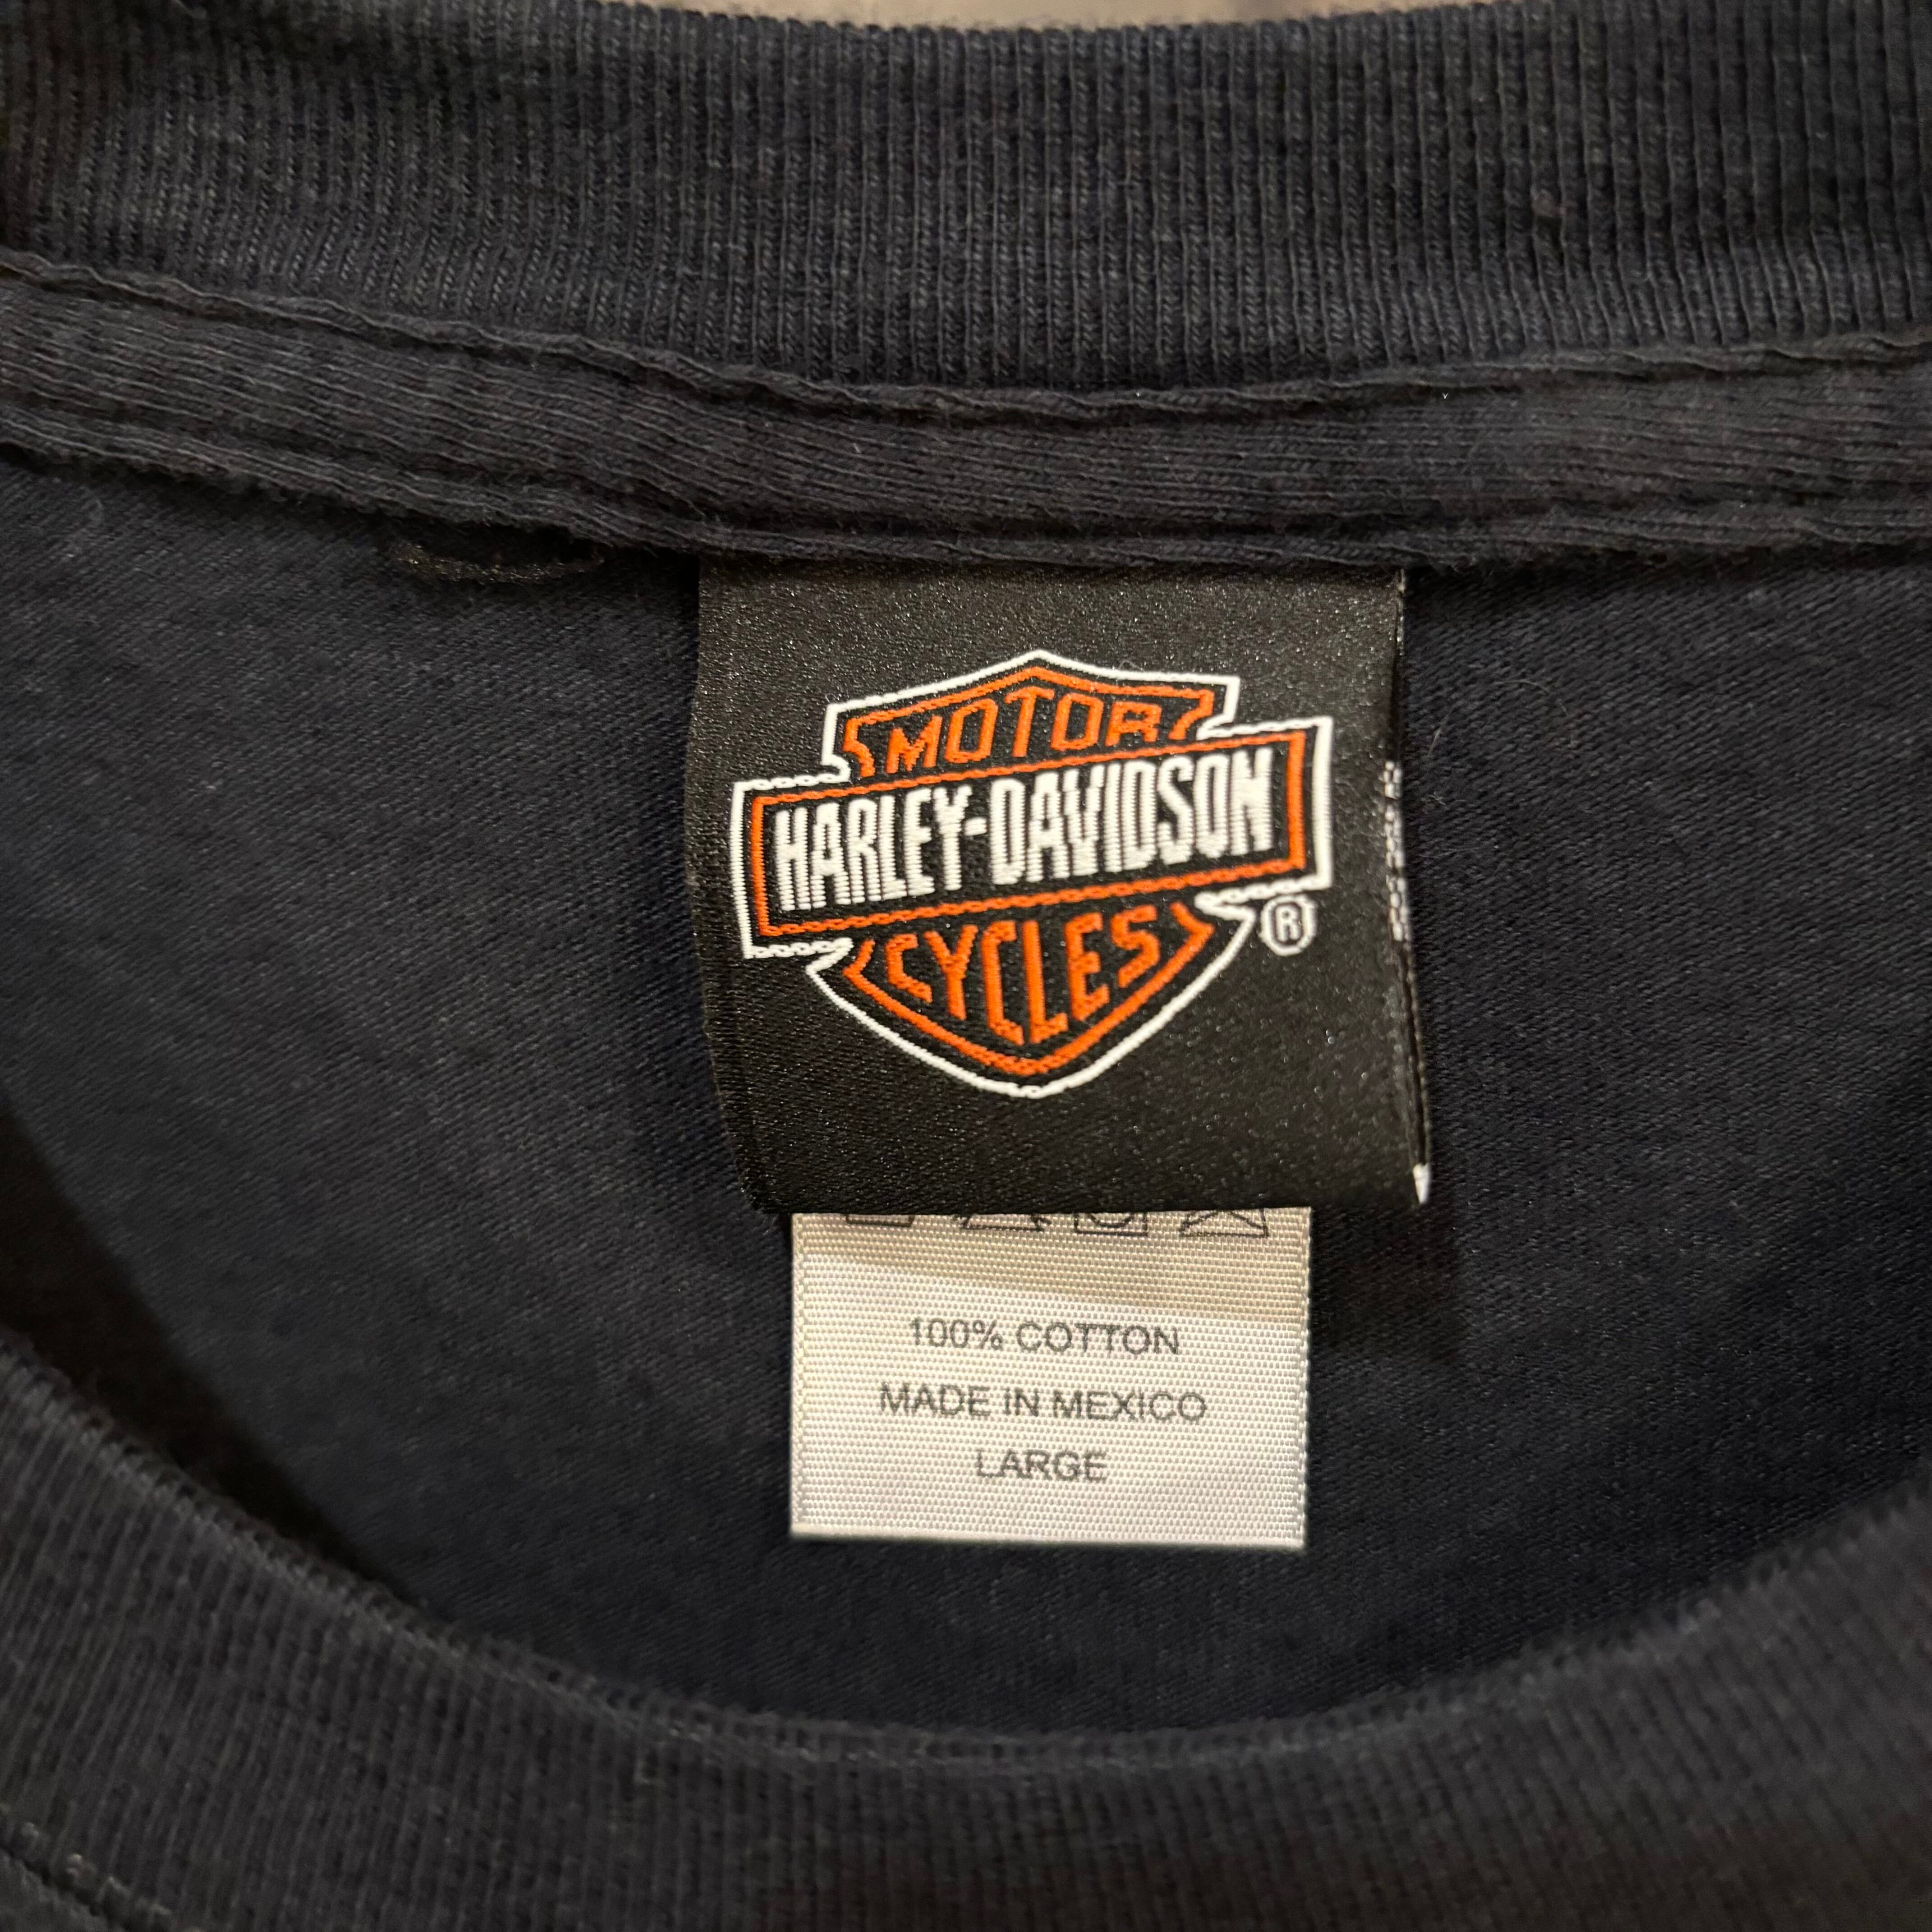 MOTOR
HARLEY-DAVIDSON
CYCLES
®
100% COTTON
MADE IN MEXICO
LARGE